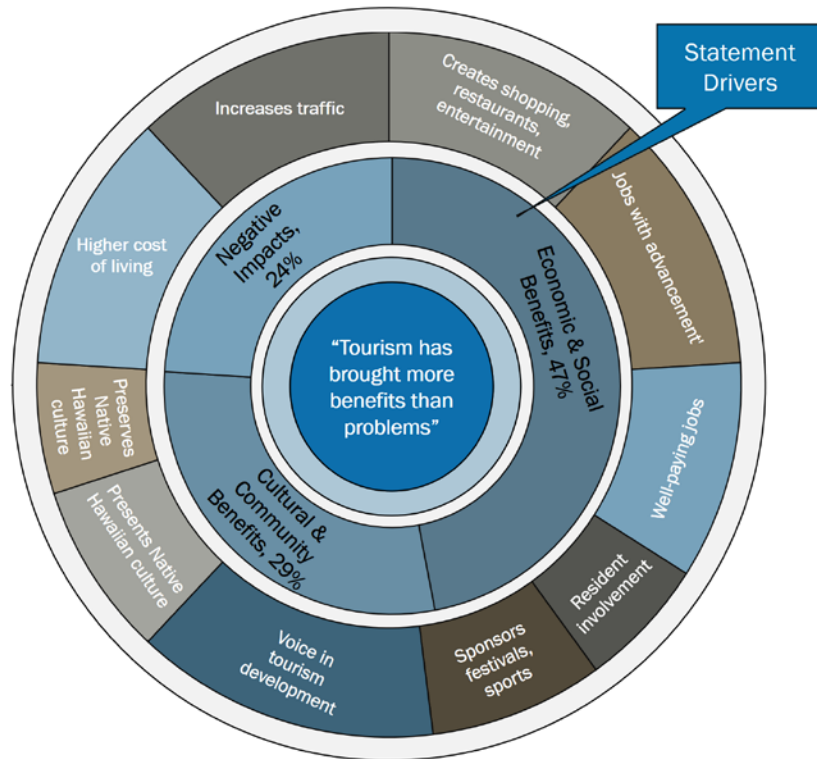 Statement
Drivers
Creates shopping,
restaurants,
entertainment
Jobs with advancement'
Well-paying jobs
Resident
involvement
Sponsors
festivals,
sports
Voice in
tourism
development
Presents Native
Hawaiian culture
Preserves
Native
Hawaiian
culture
Higher cost
of living
Increases traffic
Negative
Impacts,
24%
Economic & Social
Benefits, 47%
Cultural &
Community
Benefits, 29%
“Tourism has
brought more
benefits than
problems”